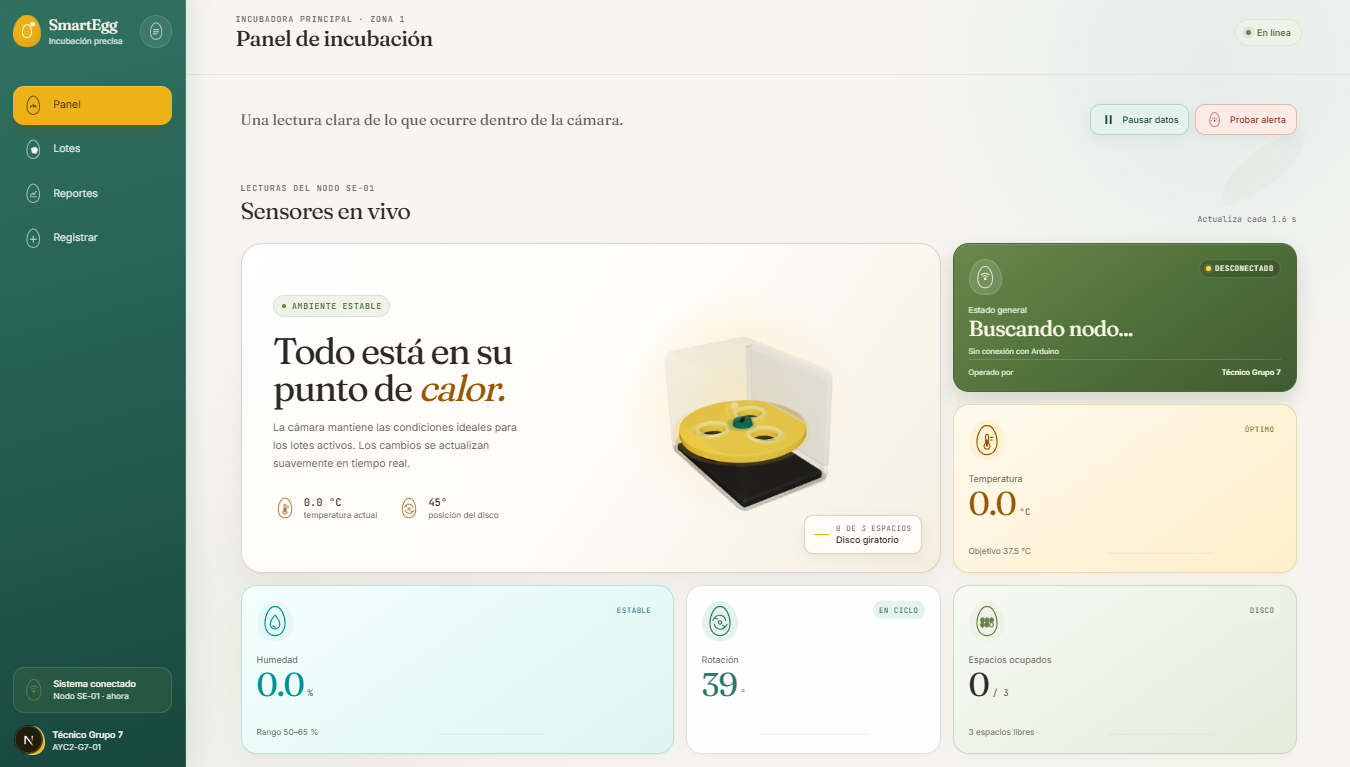 SmartEgg
Incubación precisa
Panel
Lotes
Reportes
Registrar
Sistema conectado
Nodo SE-01 · ahora
N
Técnico Grupo 7
AYC2-G7-01
INCUBADORA PRINCIPAL · ZONA 1
Panel de incubación
En línea
Una lectura clara de lo que ocurre dentro de la cámara.
Pausar datos
Probar alerta
LECTURAS DEL NODO SE-01
Sensores en vivo
Actualiza cada 1.6 s
AMBIENTE ESTABLE
Todo está en su
punto de calor.
La cámara mantiene las condiciones ideales para
los lotes activos. Los cambios se actualizan
suavemente en tiempo real.
0.0 °C
temperatura actual
45°
posición del disco
0 DE 3 ESPACIOS
Disco giratorio
DESCONECTADO
Estado general
Buscando nodo...
Sin conexión con Arduino
Operado por Técnico Grupo 7
ÓPTIMO
Temperatura
0.0 °C
Objetivo 37.5 °C
ESTABLE
Humedad
0.0 %
Rango 50–65 %
EN CICLO
Rotación
39 °
DISCO
Espacios ocupados
0 / 3
3 espacios libres